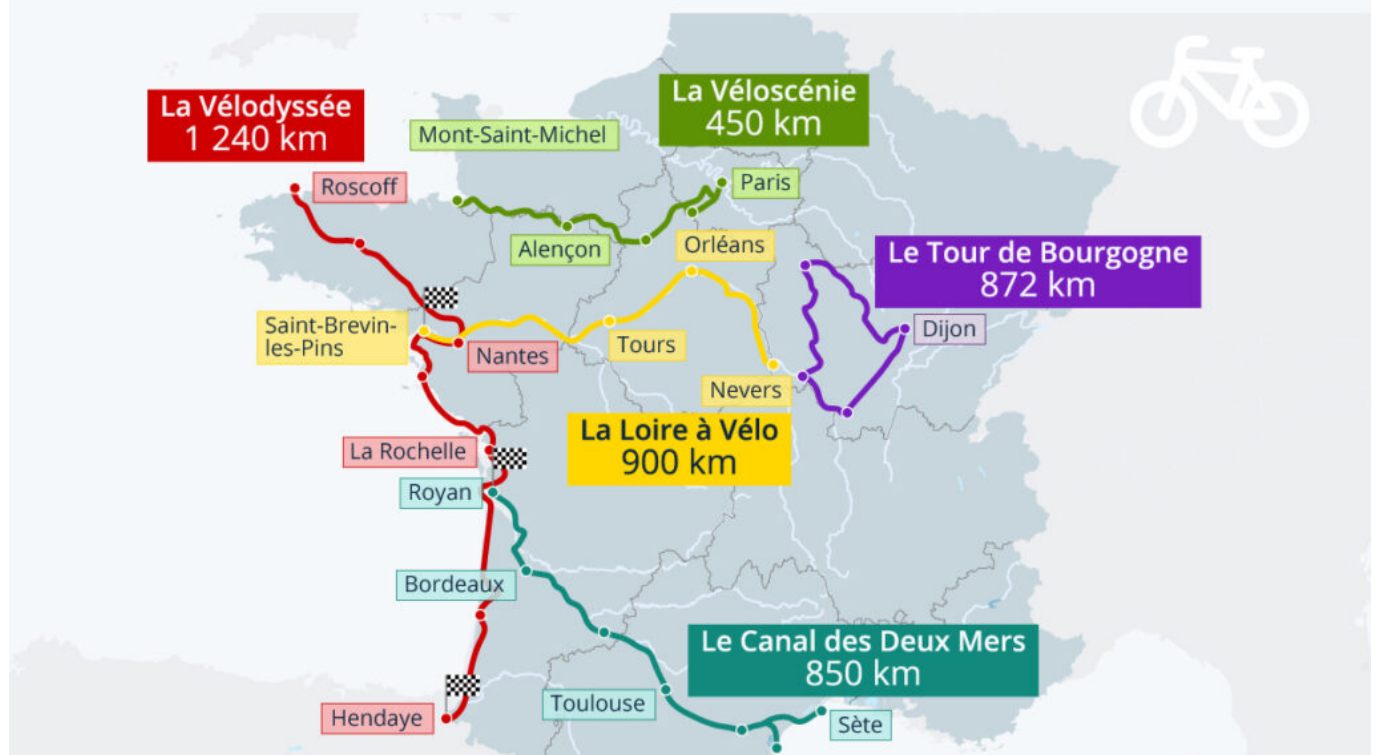 La Vélodyssée
1 240 km
La Véloscénie
450 km
Mont-Saint-Michel
Roscoff
Paris
Alençon
Orléans
Le Tour de Bourgogne
872 km
Saint-Brevin-
les-Pins
Dijon
Tours
Nantes
Nevers
La Loire à Vélo
900 km
La Rochelle
Royan
Bordeaux
Le Canal des Deux Mers
850 km
Toulouse
Hendaye
Sète